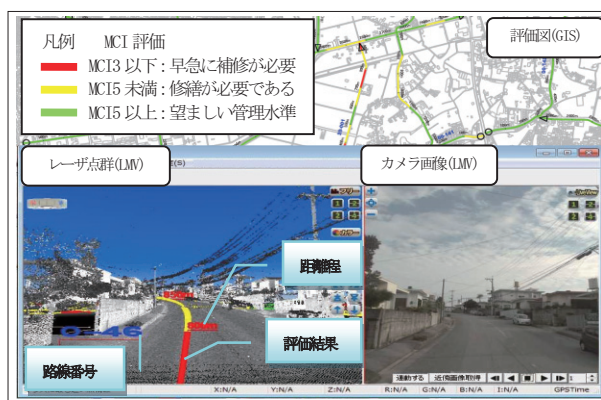 凡例 MCI 評価
MCI3 以下 : 早急に補修が必要
MCI5 未満 : 修繕が必要である
MCI5 以上 : 望ましい管理水準
評価図(GIS)
レーザ点群(LMV)
(S)
カメラ画像(LMV)
距離程
評価結果
路線番号
連動する
近傍画像取得
X:N/A Y:N/A Z:N/A R:N/A G:N/A B:N/A I:N/A GPSTime